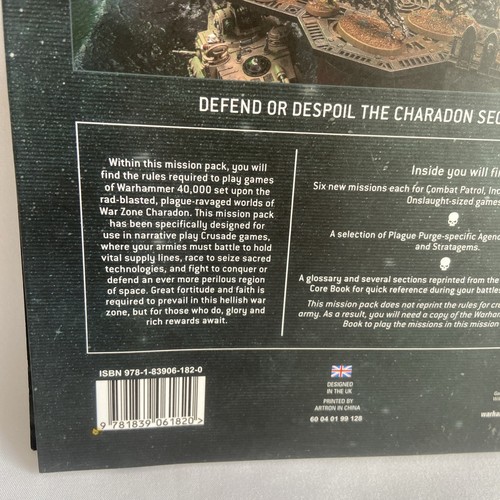 DEFEND OR DESPOIL THE CHARADON
Within this mission pack, you will
find the rules required to play games
of Warhammer 40,000 set upon the
rad-blasted, plague-ravaged worlds of
War Zone Charadon. This mission pack
has been specifically designed for
use in narrative play Crusade games,
where your armies must battle to hold
vital supply lines, race to seize sacred
technologies, and fight to conquer or
defend an ever more perilous region
of space. Great fortitude and faith is
required to prevail in this hellish war
zone, but for those who do, glory and
rich rewards await.
Inside you will
Six new missions each for Combat Patrol,
Onslaught-sized games
A selection of Plague Purge-specific
and Stratagems.
A glossary and several sections reprinted from the
Core Book for quick reference during your battles
This mission pack does not reprint the rules for
army. As a result, you will need a copy of the
Book to play the missions in this mission
ISBN 978-1-83906-182-0
9 781839 061820 >
DESIGNED
IN THE UK
PRINTED BY
ARTRON IN CHINA
60 04 01 99 128